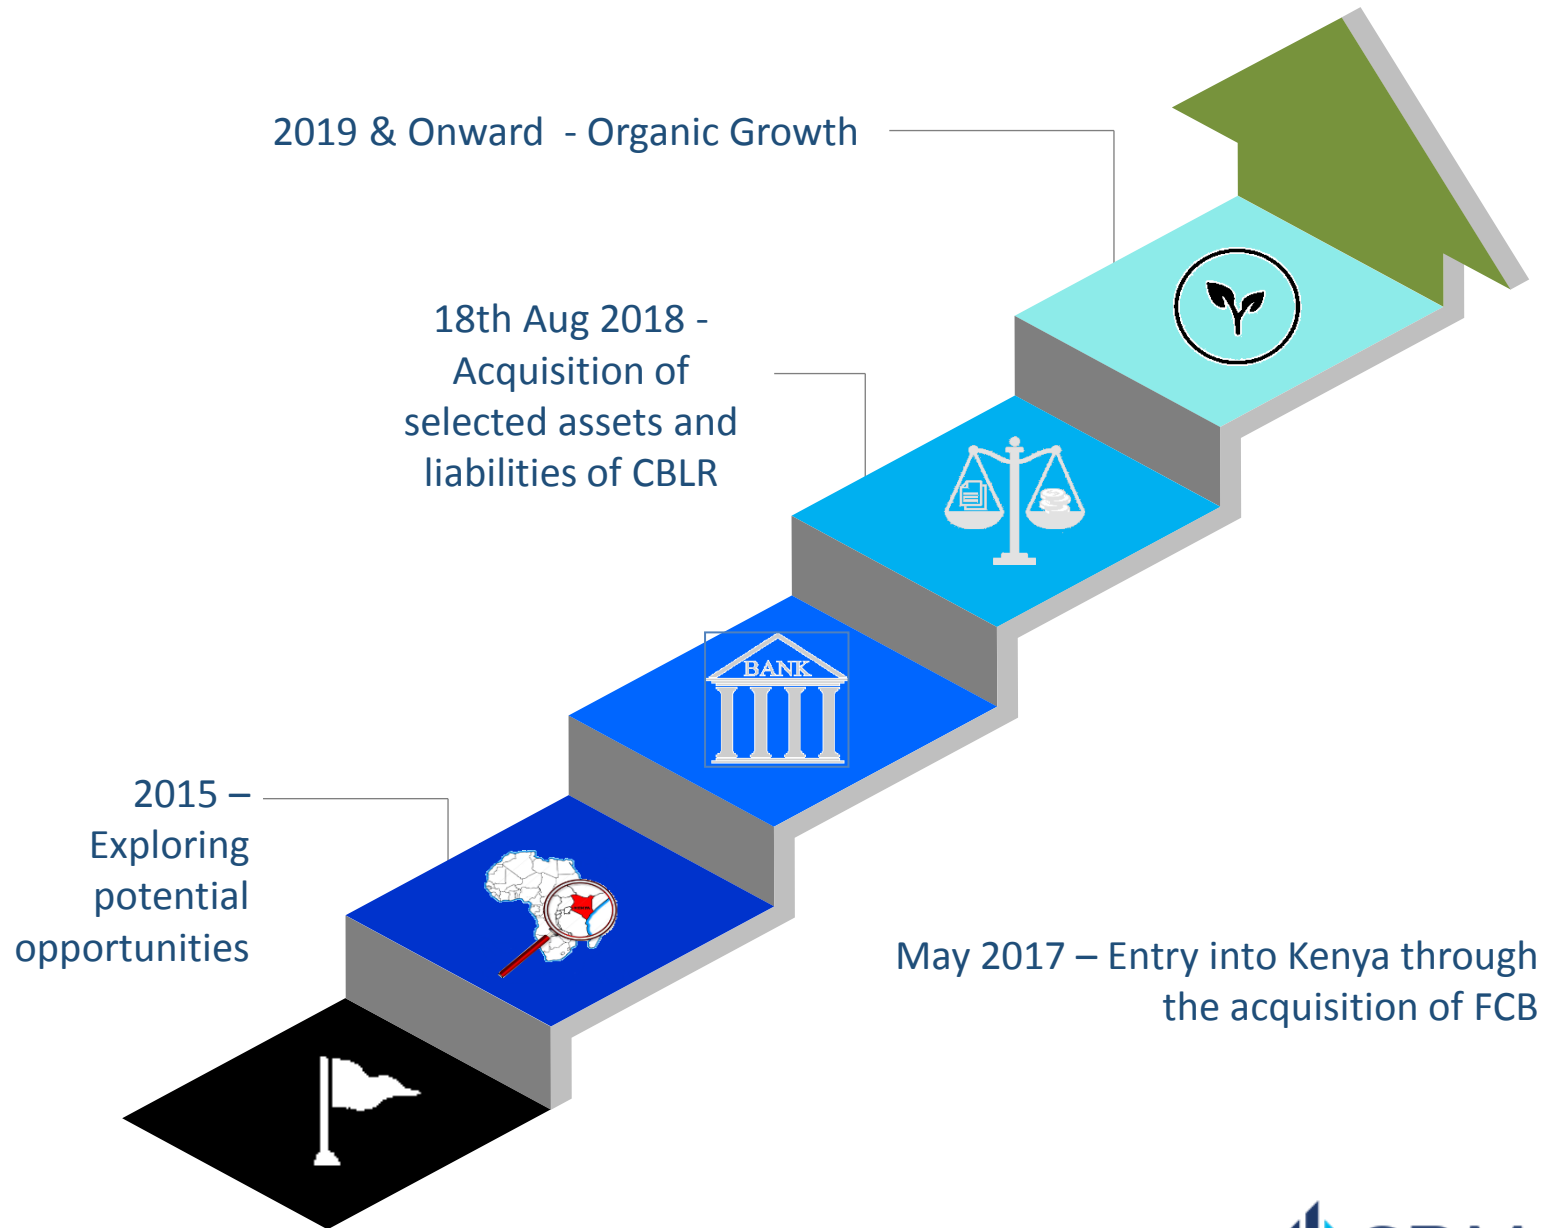 2019 & Onward - Organic Growth
18th Aug 2018 -
Acquisition of
selected assets and
liabilities of CBLR
BANK
2015 –
Exploring
potential
opportunities
May 2017 – Entry into Kenya through
the acquisition of FCB